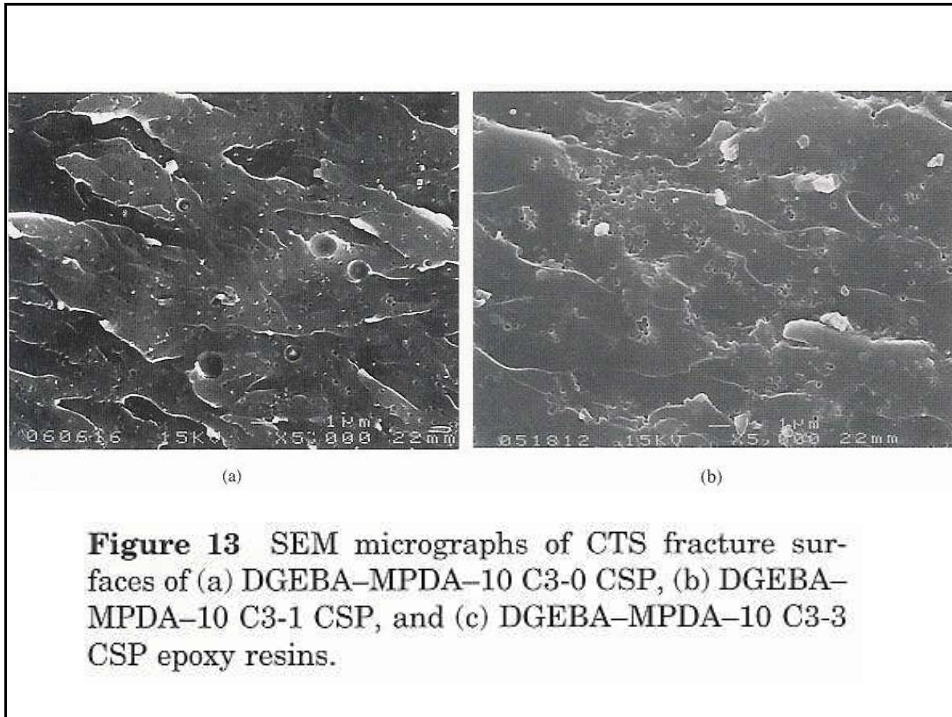 060616 15KV X5,000 1µm 22mm
051812 15KV X5,000 1µm 22mm
(a) (b)
Figure 13 SEM micrographs of CTS fracture sur-
faces of (a) DGEBA–MPDA–10 C3-0 CSP, (b) DGEBA–
MPDA–10 C3-1 CSP, and (c) DGEBA–MPDA–10 C3-3
CSP epoxy resins.